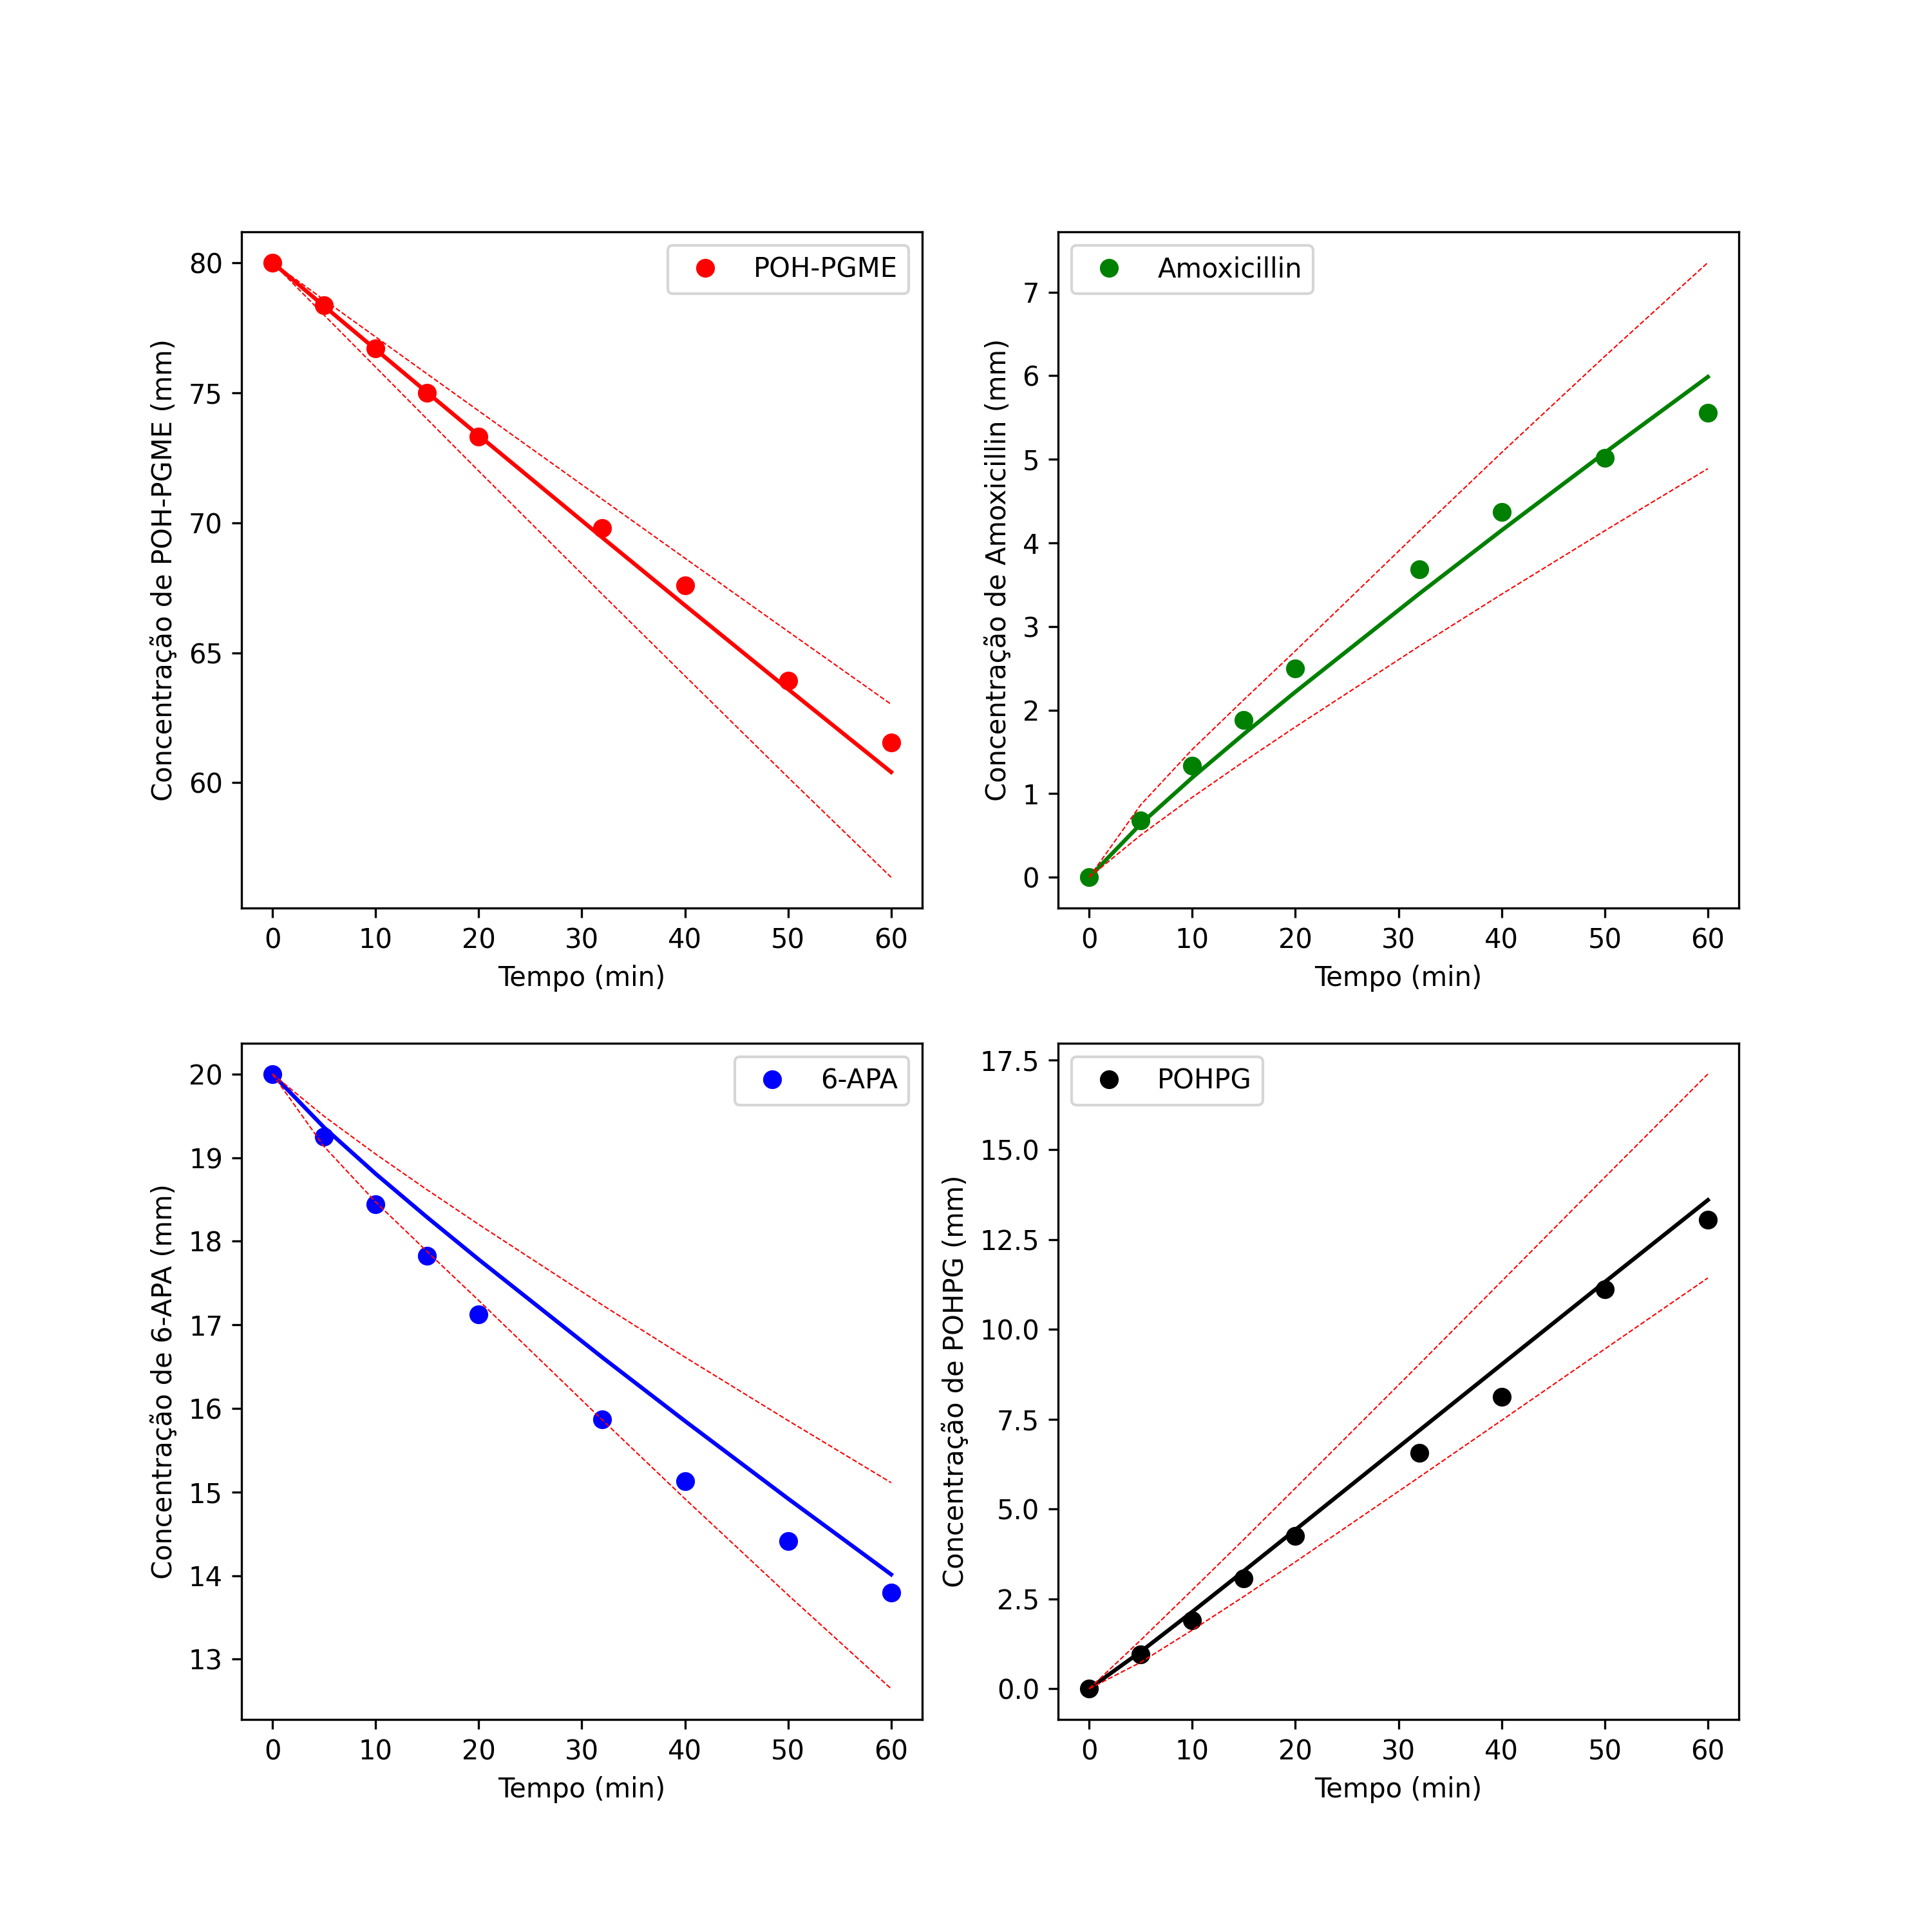 POH-PGME
Concentração de POH-PGME (mm)
80
75
70
65
60
0 10 20 30 40 50 60
Tempo (min)
Amoxicillin
Concentração de Amoxicillin (mm)
7
6
5
4
3
2
1
0
0 10 20 30 40 50 60
Tempo (min)
6-APA
Concentração de 6-APA (mm)
20
19
18
17
16
15
14
13
0 10 20 30 40 50 60
Tempo (min)
POHPG
Concentração de POHPG (mm)
17.5
15.0
12.5
10.0
7.5
5.0
2.5
0.0
0 10 20 30 40 50 60
Tempo (min)